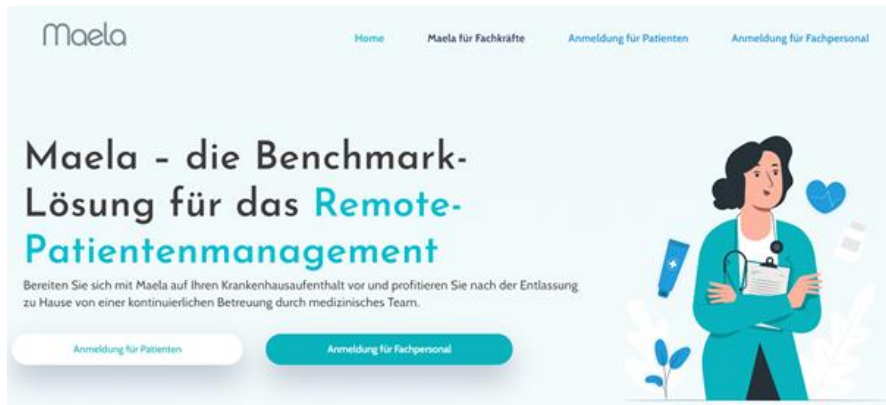 Maela
Home
Maela für Fachkräfte
Anmeldung für Patienten
Anmeldung für Fachpersonal
Maela – die Benchmark-
Lösung für das Remote-
Patientenmanagement
Bereiten Sie sich mit Maela auf Ihren Krankenhausaufenthalt vor und profitieren Sie nach der Entlassung
zu Hause von einer kontinuierlichen Betreuung durch medizinisches Team.
Anmeldung für Patienten
Anmeldung für Fachpersonal